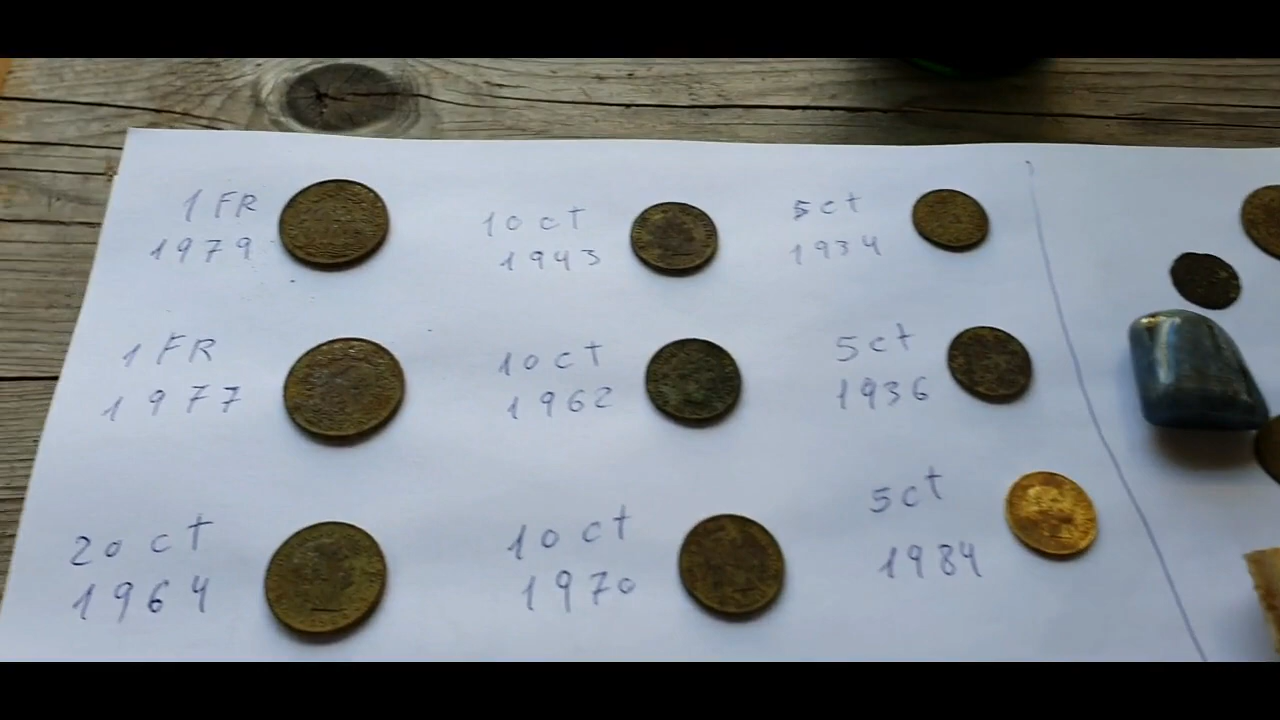 1 FR
1979
10 ct
1943
5 ct
1934
1 FR
1977
10 ct
1962
5 ct
1936
20 ct
1964
10 ct
1970
5 ct
1984